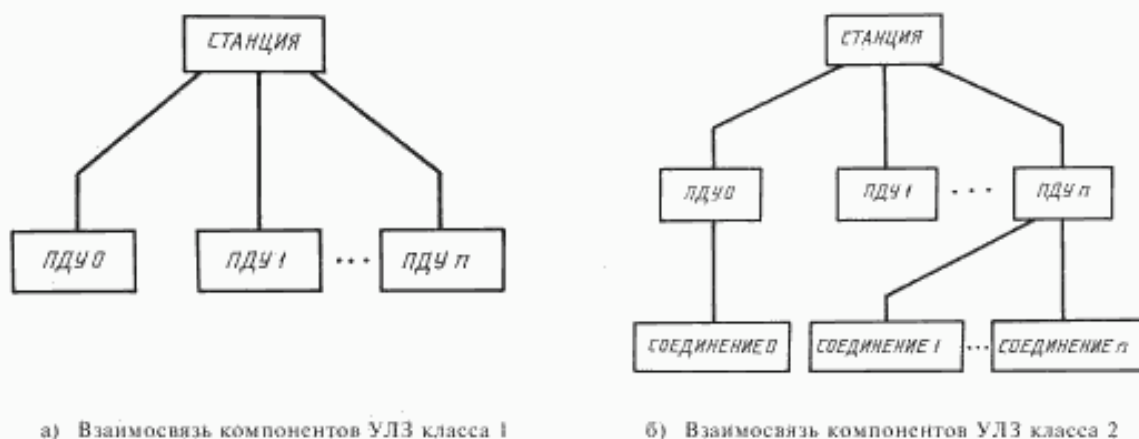 СТАНЦИЯ
ПДУ 0
ПДУ 1
...
ПДУ n
а) Взаимосвязь компонентов УЛЗ класса 1
СТАНЦИЯ
ПДУ 0
ПДУ 1
...
ПДУ n
СОЕДИНЕНИЕ 0
СОЕДИНЕНИЕ 1
...
СОЕДИНЕНИЕ n
б) Взаимосвязь компонентов УЛЗ класса 2